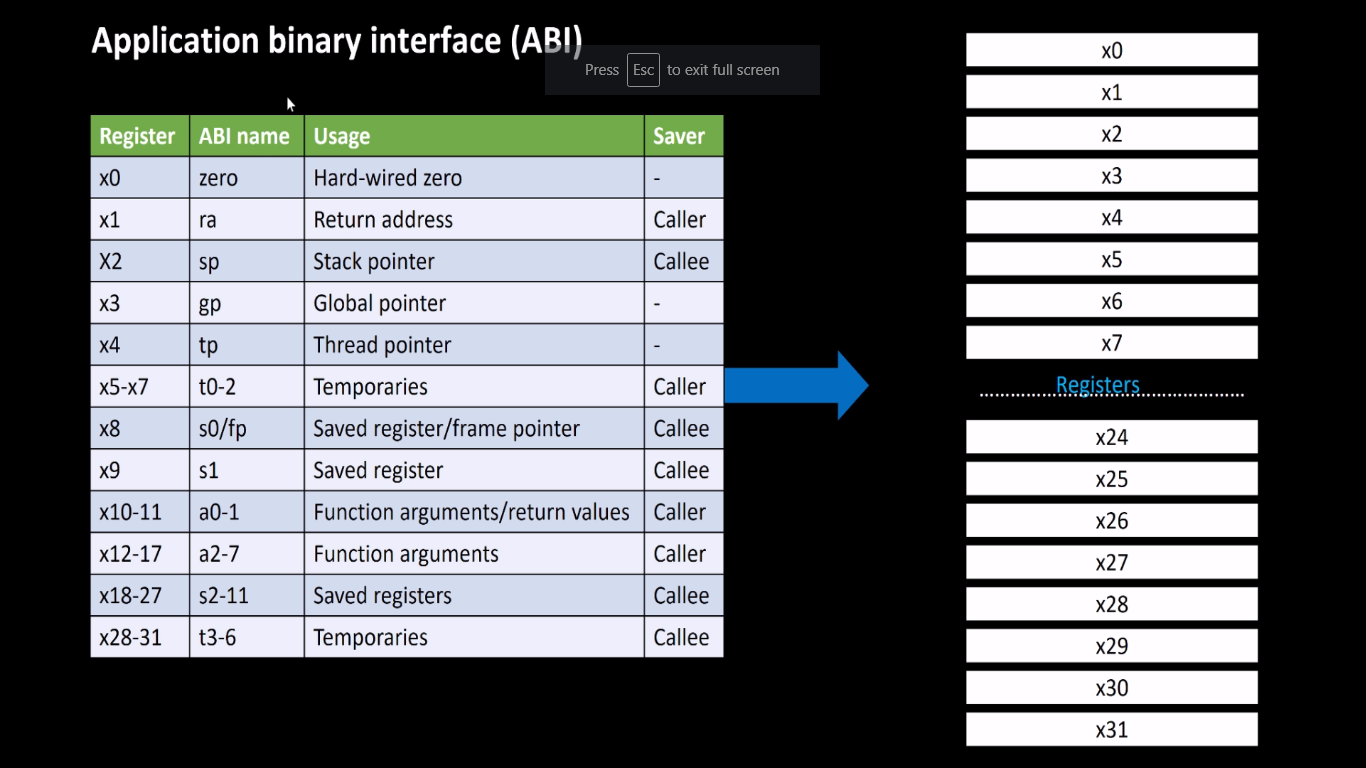 Application binary interface (ABI)
Press Esc to exit full screen
Register ABI name Usage Saver
x0 zero Hard-wired zero -
x1 ra Return address Caller
X2 sp Stack pointer Callee
x3 gp Global pointer -
x4 tp Thread pointer -
x5-x7 t0-2 Temporaries Caller
x8 s0/fp Saved register/frame pointer Callee
x9 s1 Saved register Callee
x10-11 a0-1 Function arguments/return values Caller
x12-17 a2-7 Function arguments Caller
x18-27 s2-11 Saved registers Callee
x28-31 t3-6 Temporaries Callee
x0
x1
x2
x3
x4
x5
x6
x7
Registers
x24
x25
x26
x27
x28
x29
x30
x31